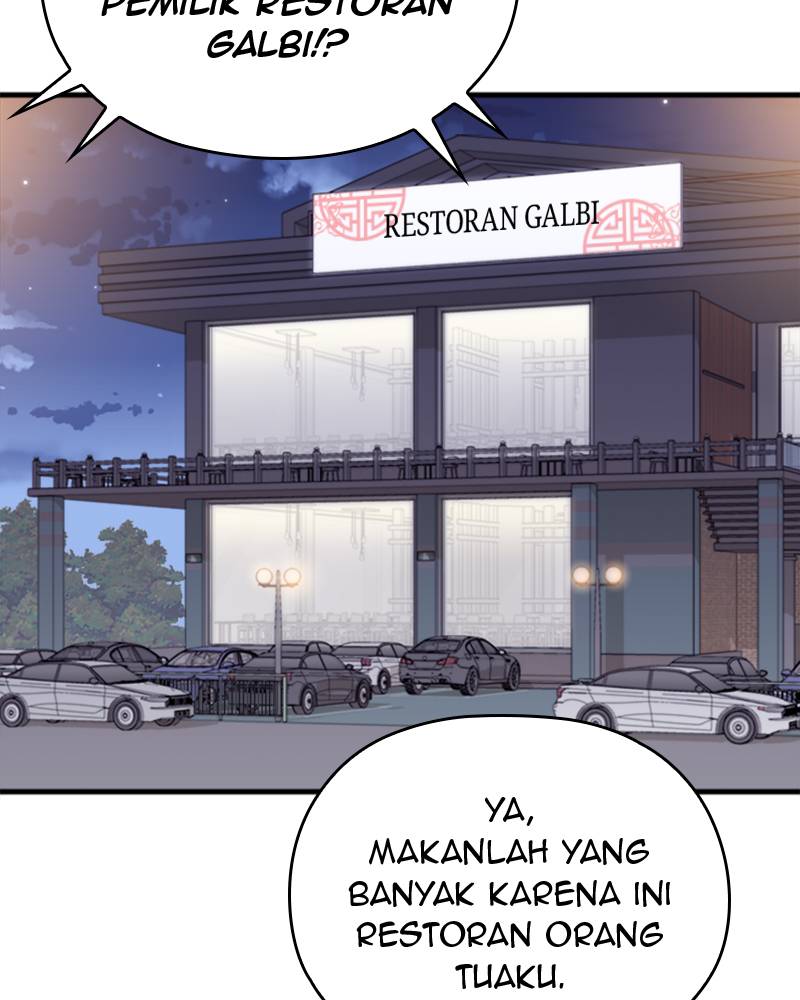 PEMILIK RESTORAN
GALBI!?
RESTORAN GALBI
YA,
MAKANLAH YANG
BANYAK KARENA INI
RESTORAN ORANG
TUAKU.